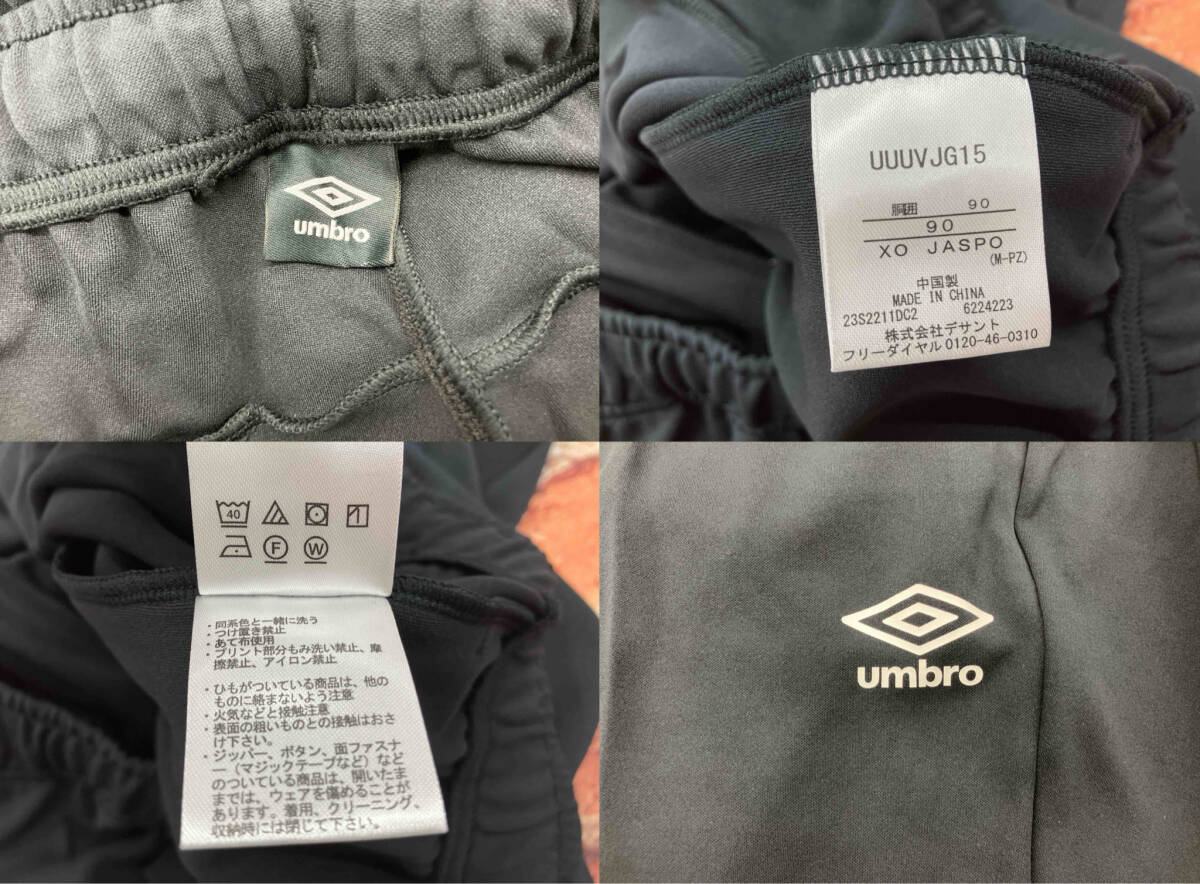 umbro
UUUVJG15
胴囲 90
90
XO JASPO
(M-PZ)
中国製
MADE IN CHINA
23S2211DC2 6224223
株式会社デサント
フリーダイヤル0120-46-0310
40
F W
・同系色と一緒に洗う
・つけ置き禁止
・あて布使用
・プリント部分もみ洗い禁止、摩
擦禁止、アイロン禁止
・ひもがついている商品は、他の
ものに絡まないよう注意
・火気などと接触注意
・表面の粗いものとの接触はおさ
け下さい。
・ジッパー、ボタン、面ファスナ
ー(マジックテープなど)など
のついている商品は、開いたま
までは、ウェアを傷めることが
あります。着用、クリーニング、
収納時には閉じて下さい。
umbro